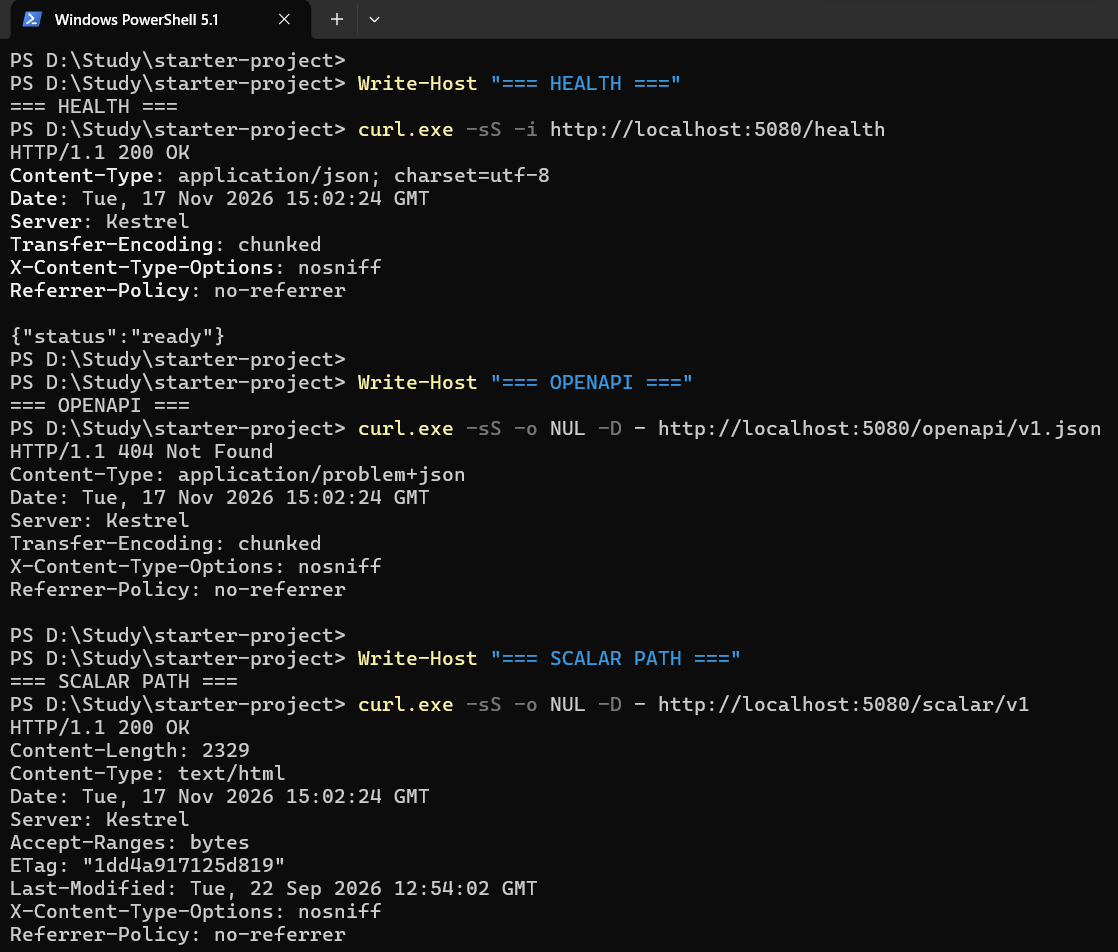 Windows PowerShell 5.1
PS D:\Study\starter-project>
PS D:\Study\starter-project> Write-Host "=== HEALTH ==="
=== HEALTH ===
PS D:\Study\starter-project> curl.exe -sS -i http://localhost:5080/health
HTTP/1.1 200 OK
Content-Type: application/json; charset=utf-8
Date: Tue, 17 Nov 2026 15:02:24 GMT
Server: Kestrel
Transfer-Encoding: chunked
X-Content-Type-Options: nosniff
Referrer-Policy: no-referrer

{"status":"ready"}
PS D:\Study\starter-project>
PS D:\Study\starter-project> Write-Host "=== OPENAPI ==="
=== OPENAPI ===
PS D:\Study\starter-project> curl.exe -sS -o NUL -D - http://localhost:5080/openapi/v1.json
HTTP/1.1 404 Not Found
Content-Type: application/problem+json
Date: Tue, 17 Nov 2026 15:02:24 GMT
Server: Kestrel
Transfer-Encoding: chunked
X-Content-Type-Options: nosniff
Referrer-Policy: no-referrer

PS D:\Study\starter-project>
PS D:\Study\starter-project> Write-Host "=== SCALAR PATH ==="
=== SCALAR PATH ===
PS D:\Study\starter-project> curl.exe -sS -o NUL -D - http://localhost:5080/scalar/v1
HTTP/1.1 200 OK
Content-Length: 2329
Content-Type: text/html
Date: Tue, 17 Nov 2026 15:02:24 GMT
Server: Kestrel
Accept-Ranges: bytes
ETag: "1dd4a917125d819"
Last-Modified: Tue, 22 Sep 2026 12:54:02 GMT
X-Content-Type-Options: nosniff
Referrer-Policy: no-referrer